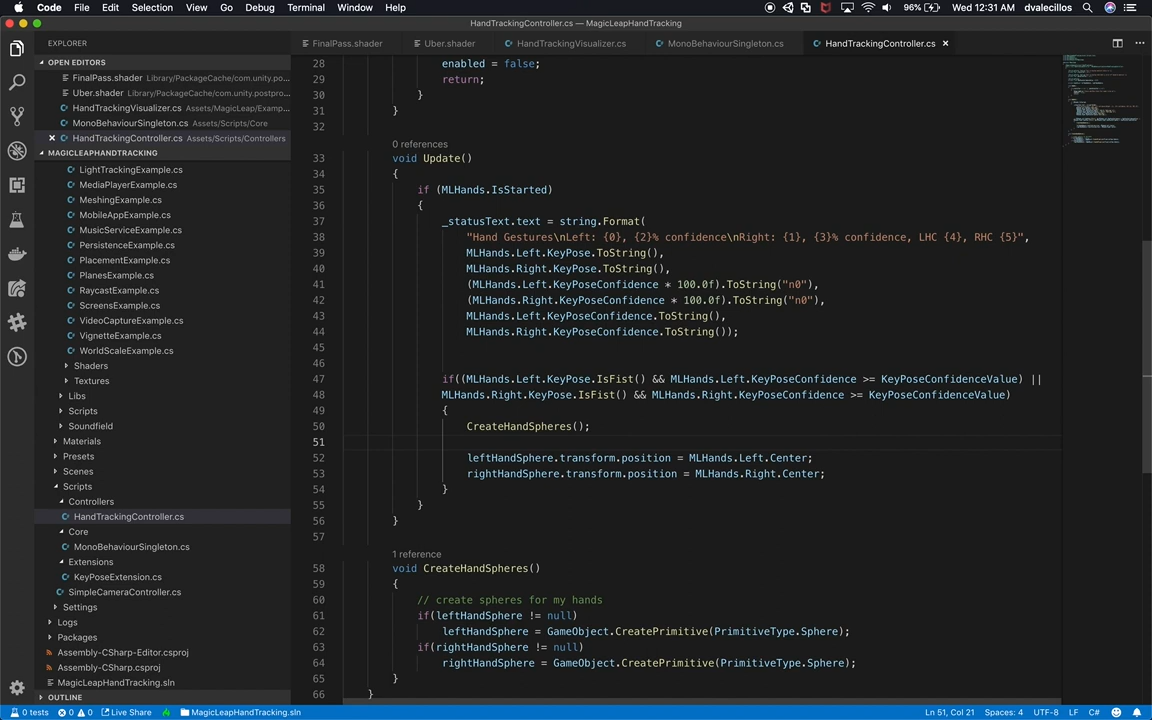 Code File Edit Selection View Go Debug Terminal Window Help 96% Wed 12:31 AM dvalecillos
HandTrackingController.cs — MagicLeapHandTracking
EXPLORER
FinalPass.shader Uber.shader HandTrackingVisualizer.cs MonoBehaviourSingleton.cs HandTrackingController.cs
OPEN EDITORS
FinalPass.shader Library/PackageCache/com.unity.po...
Uber.shader Library/PackageCache/com.unity.postpro...
HandTrackingVisualizer.cs Assets/MagicLeap/Examp...
MonoBehaviourSingleton.cs Assets/Scripts/Core
HandTrackingController.cs Assets/Scripts/Controllers
MAGICLEAPHANDTRACKING
LightTrackingExample.cs
MediaPlayerExample.cs
MeshingExample.cs
MobileAppExample.cs
MusicServiceExample.cs
PersistenceExample.cs
PlacementExample.cs
PlanesExample.cs
RaycastExample.cs
ScreensExample.cs
VideoCaptureExample.cs
VignetteExample.cs
WorldScaleExample.cs
Shaders
Textures
Libs
Scripts
Soundfield
Materials
Presets
Scenes
Scripts
Controllers
HandTrackingController.cs
Core
MonoBehaviourSingleton.cs
Extensions
KeyPoseExtension.cs
SimpleCameraController.cs
Settings
Logs
Packages
Assembly-CSharp-Editor.csproj
Assembly-CSharp.csproj
MagicLeapHandTracking.sln
OUTLINE
28 enabled = false;
29 return;
30 }
31 }
32
0 references
33 void Update()
34 {
35 if (MLHands.IsStarted)
36 {
37 _statusText.text = string.Format(
38 "Hand Gestures\nLeft: {0}, {2}% confidence\nRight: {1}, {3}% confidence, LHC {4}, RHC {5}",
39 MLHands.Left.KeyPose.ToString(),
40 MLHands.Right.KeyPose.ToString(),
41 (MLHands.Left.KeyPoseConfidence * 100.0f).ToString("n0"),
42 (MLHands.Right.KeyPoseConfidence * 100.0f).ToString("n0"),
43 MLHands.Left.KeyPoseConfidence.ToString(),
44 MLHands.Right.KeyPoseConfidence.ToString());
45
46
47 if((MLHands.Left.KeyPose.IsFist() && MLHands.Left.KeyPoseConfidence >= KeyPoseConfidenceValue) ||
48 MLHands.Right.KeyPose.IsFist() && MLHands.Right.KeyPoseConfidence >= KeyPoseConfidenceValue)
49 {
50 CreateHandSpheres();
51
52 leftHandSphere.transform.position = MLHands.Left.Center;
53 rightHandSphere.transform.position = MLHands.Right.Center;
54 }
55 }
56 }
57
1 reference
58 void CreateHandSpheres()
59 {
60 // create spheres for my hands
61 if(leftHandSphere != null)
62 leftHandSphere = GameObject.CreatePrimitive(PrimitiveType.Sphere);
63 if(rightHandSphere != null)
64 rightHandSphere = GameObject.CreatePrimitive(PrimitiveType.Sphere);
65 }
66 }
0 tests 0 0 Live Share MagicLeapHandTracking.sln Ln 51, Col 21 Spaces: 4 UTF-8 LF C#